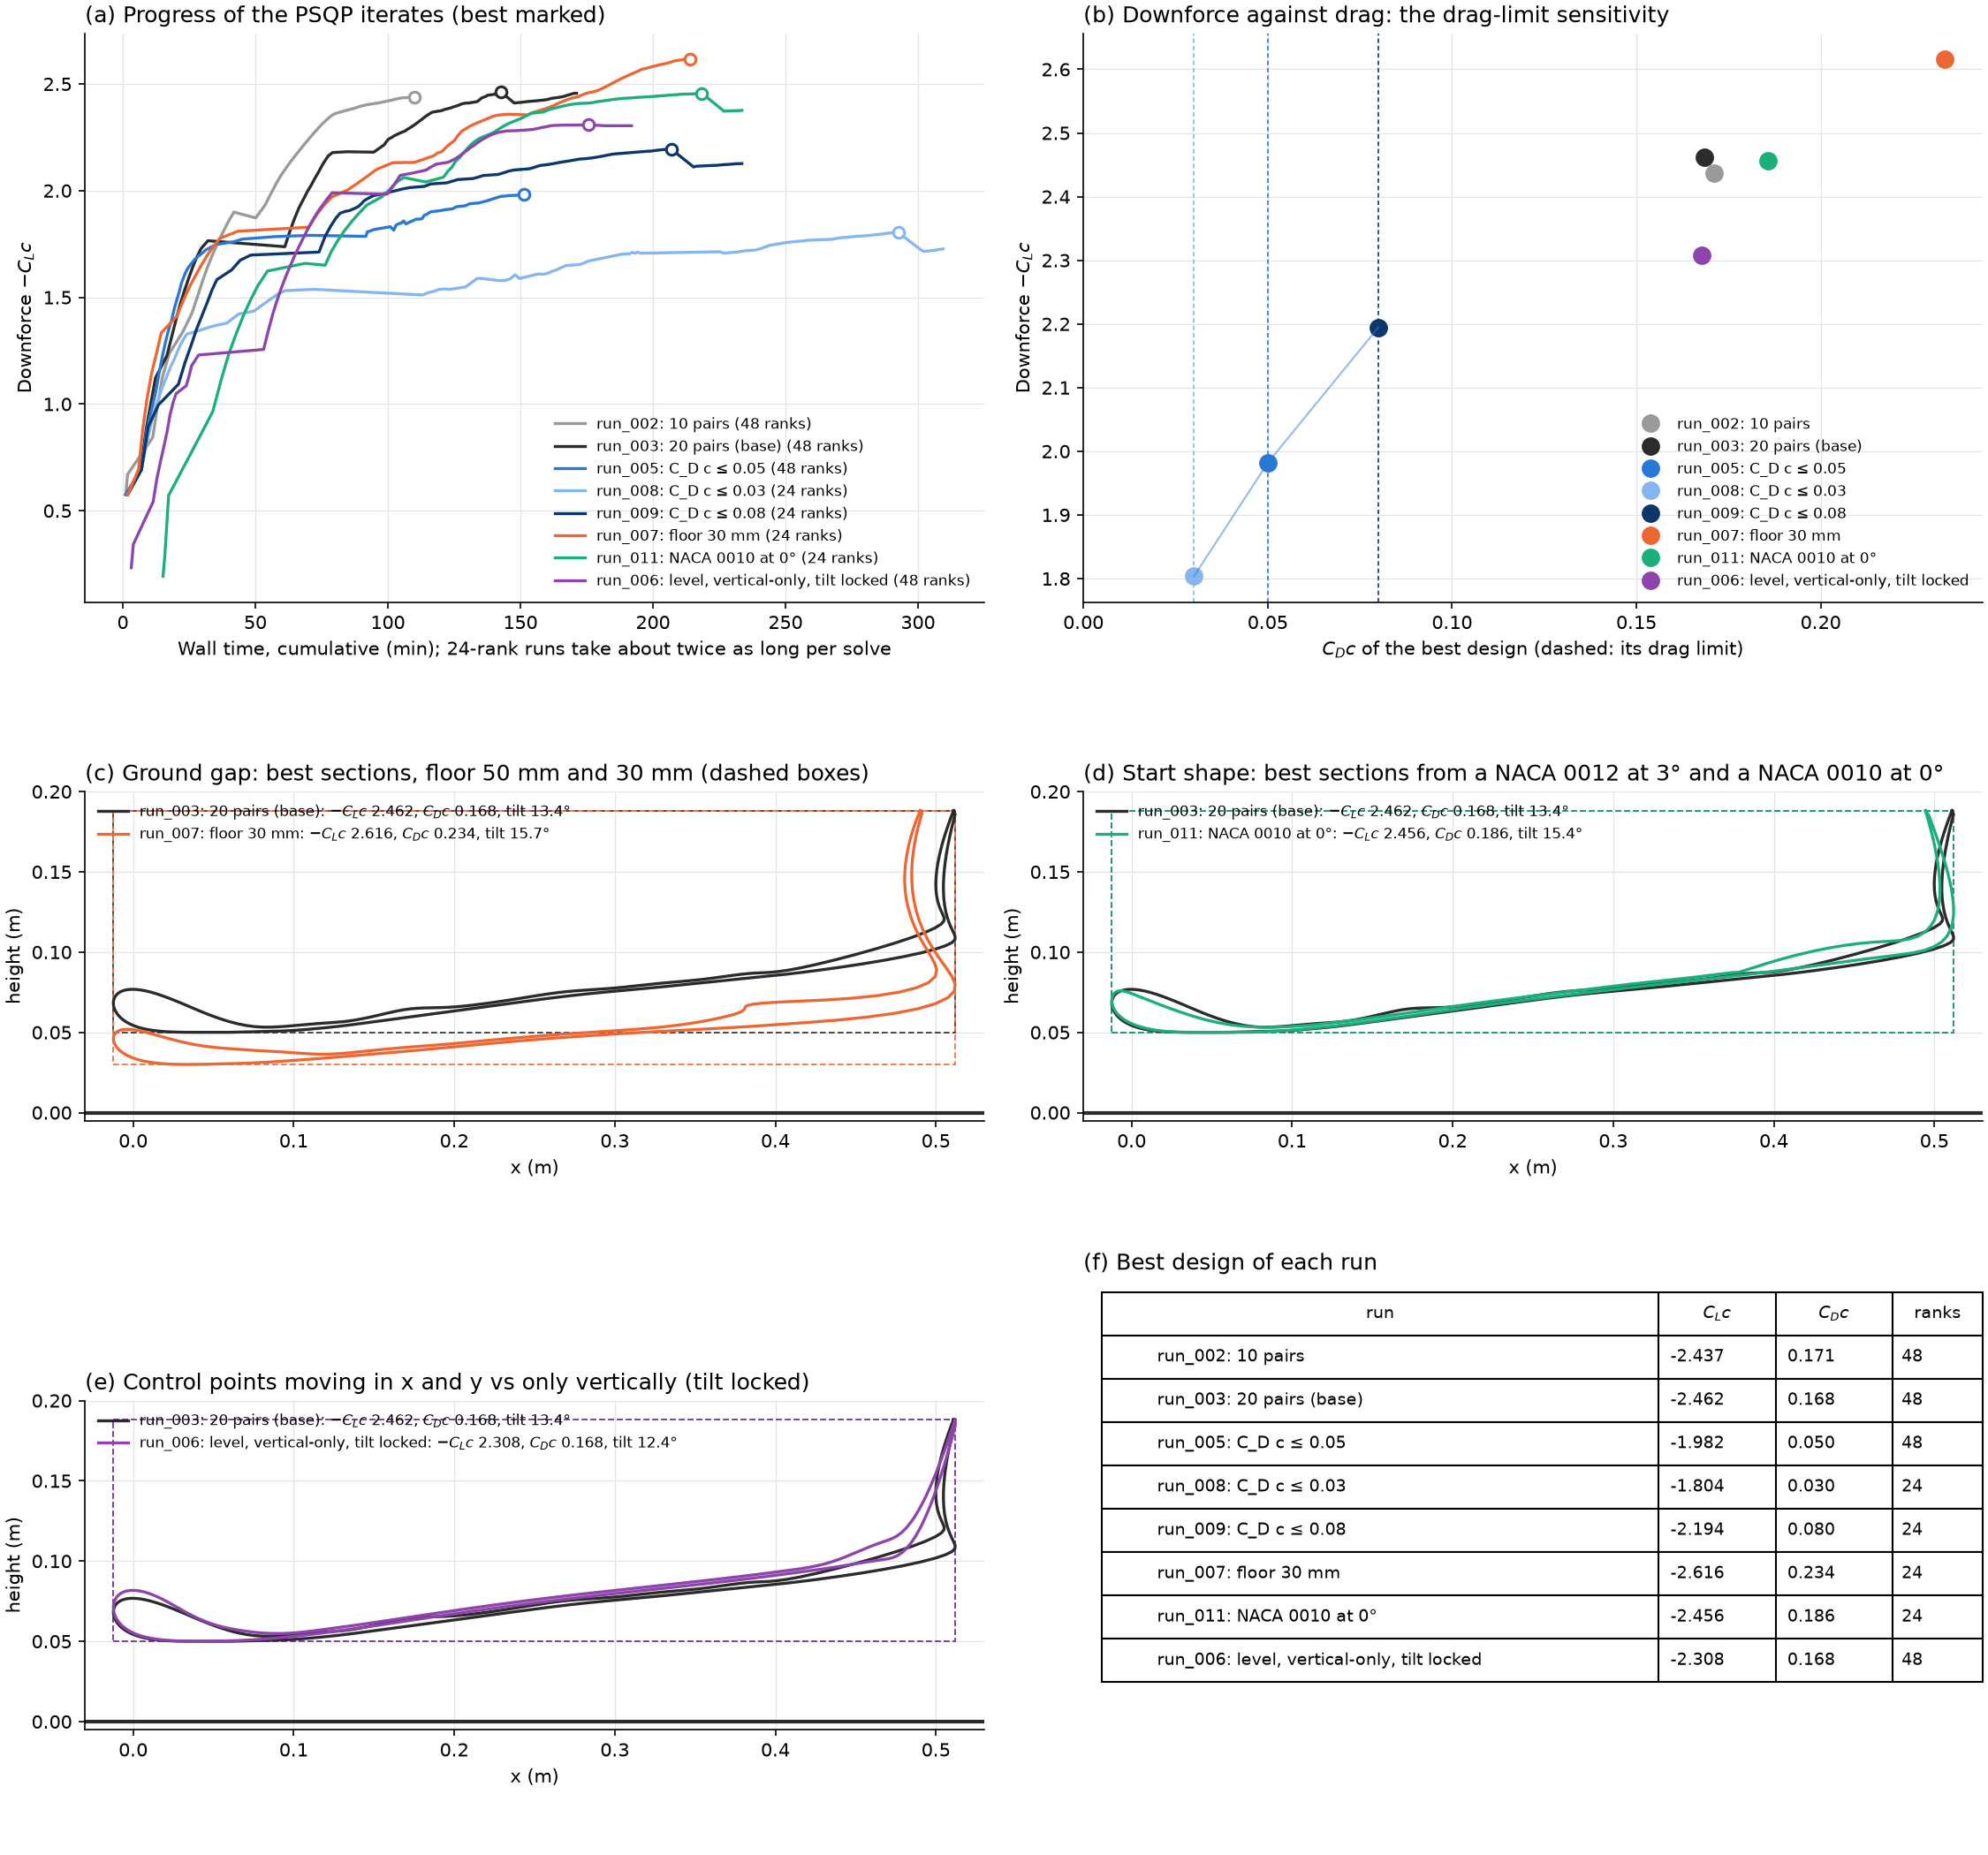 (a) Progress of the PSQP iterates (best marked)
Downforce −C_L c
2.5
2.0
1.5
1.0
0.5
0
50
100
150
200
250
300
Wall time, cumulative (min); 24-rank runs take about twice as long per solve
run_002: 10 pairs (48 ranks)
run_003: 20 pairs (base) (48 ranks)
run_005: C_D c ≤ 0.05 (48 ranks)
run_008: C_D c ≤ 0.03 (24 ranks)
run_009: C_D c ≤ 0.08 (24 ranks)
run_007: floor 30 mm (24 ranks)
run_011: NACA 0010 at 0° (24 ranks)
run_006: level, vertical-only, tilt locked (48 ranks)
(b) Downforce against drag: the drag-limit sensitivity
Downforce −C_L c
2.6
2.5
2.4
2.3
2.2
2.1
2.0
1.9
1.8
0.00
0.05
0.10
0.15
0.20
C_D c of the best design (dashed: its drag limit)
run_002: 10 pairs
run_003: 20 pairs (base)
run_005: C_D c ≤ 0.05
run_008: C_D c ≤ 0.03
run_009: C_D c ≤ 0.08
run_007: floor 30 mm
run_011: NACA 0010 at 0°
run_006: level, vertical-only, tilt locked
(c) Ground gap: best sections, floor 50 mm and 30 mm (dashed boxes)
run_003: 20 pairs (base): −C_L c 2.462, C_D c 0.168, tilt 13.4°
run_007: floor 30 mm: −C_L c 2.616, C_D c 0.234, tilt 15.7°
height (m)
0.20
0.15
0.10
0.05
0.00
0.0
0.1
0.2
0.3
0.4
0.5
x (m)
(d) Start shape: best sections from a NACA 0012 at 3° and a NACA 0010 at 0°
run_003: 20 pairs (base): −C_L c 2.462, C_D c 0.168, tilt 13.4°
run_011: NACA 0010 at 0°: −C_L c 2.456, C_D c 0.186, tilt 15.4°
height (m)
0.20
0.15
0.10
0.05
0.00
0.0
0.1
0.2
0.3
0.4
0.5
x (m)
(e) Control points moving in x and y vs only vertically (tilt locked)
run_003: 20 pairs (base): −C_L c 2.462, C_D c 0.168, tilt 13.4°
run_006: level, vertical-only, tilt locked: −C_L c 2.308, C_D c 0.168, tilt 12.4°
height (m)
0.20
0.15
0.10
0.05
0.00
0.0
0.1
0.2
0.3
0.4
0.5
x (m)
(f) Best design of each run
run C_L c C_D c ranks
run_002: 10 pairs -2.437 0.171 48
run_003: 20 pairs (base) -2.462 0.168 48
run_005: C_D c ≤ 0.05 -1.982 0.050 48
run_008: C_D c ≤ 0.03 -1.804 0.030 24
run_009: C_D c ≤ 0.08 -2.194 0.080 24
run_007: floor 30 mm -2.616 0.234 24
run_011: NACA 0010 at 0° -2.456 0.186 24
run_006: level, vertical-only, tilt locked -2.308 0.168 48